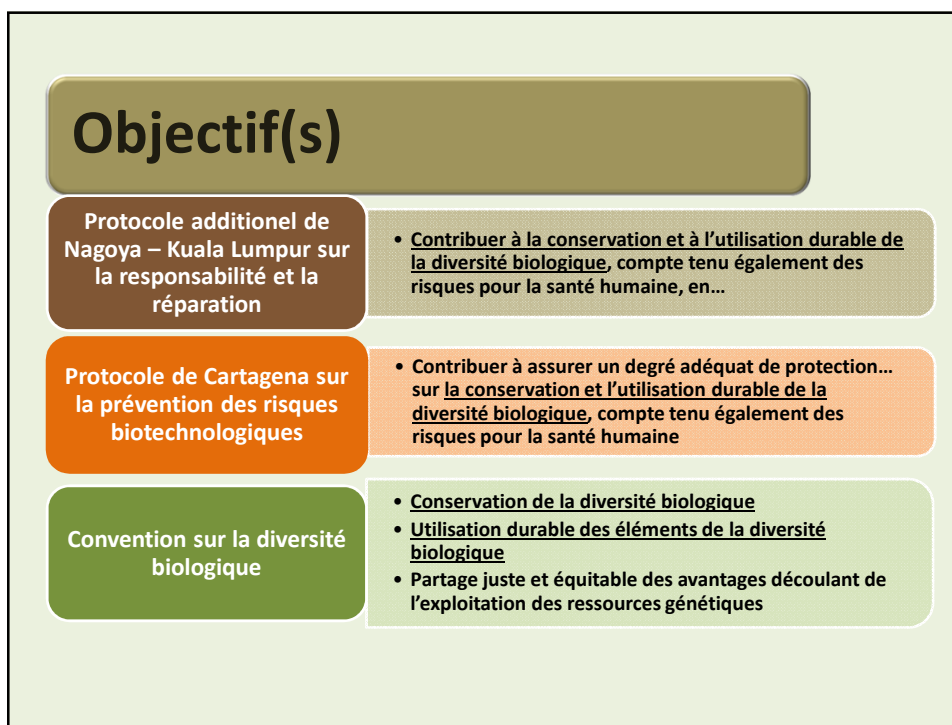 Objectif(s)
Protocole additionel de
Nagoya – Kuala Lumpur sur
la responsabilité et la
réparation
• Contribuer à la conservation et à l’utilisation durable de
la diversité biologique, compte tenu également des
risques pour la santé humaine, en…
Protocole de Cartagena sur
la prévention des risques
biotechnologiques
• Contribuer à assurer un degré adéquat de protection…
sur la conservation et l’utilisation durable de la
diversité biologique, compte tenu également des
risques pour la santé humaine
Convention sur la diversité
biologique
• Conservation de la diversité biologique
• Utilisation durable des éléments de la diversité
biologique
• Partage juste et équitable des avantages découlant de
l’exploitation des ressources génétiques